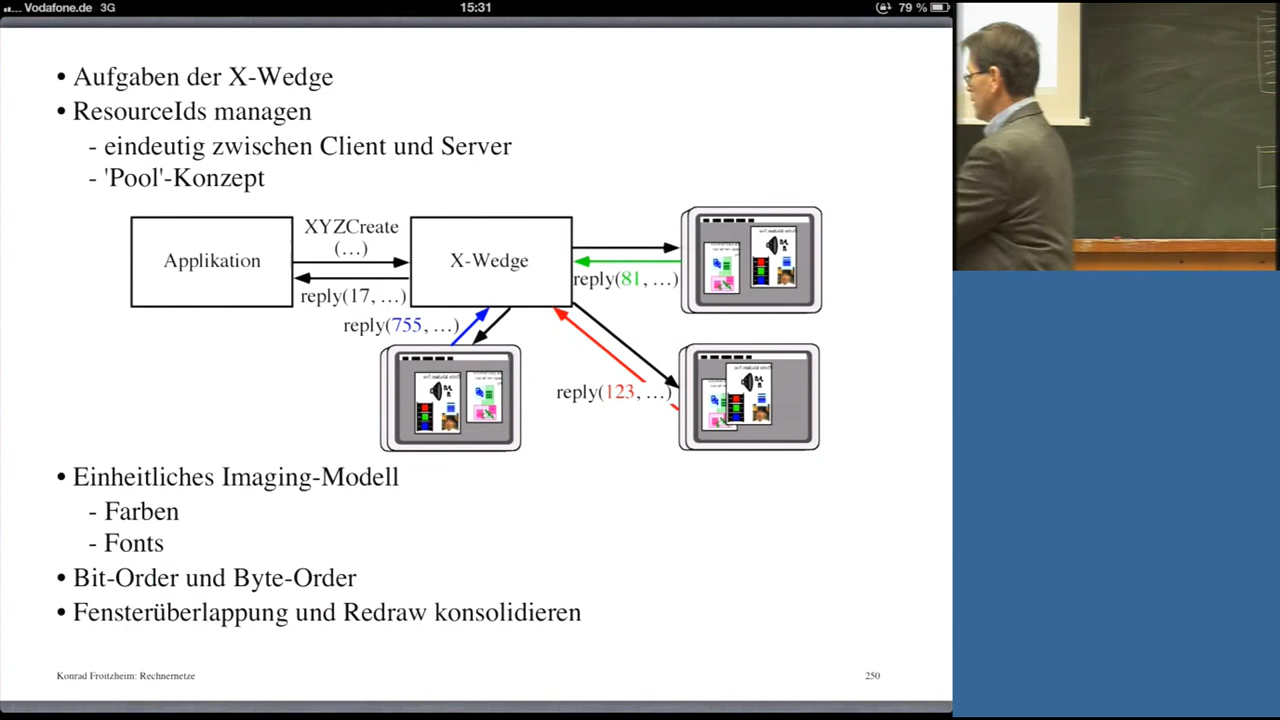 Vodafone.de 3G 15:31 79 %
• Aufgaben der X-Wedge
• ResourceIds managen
- eindeutig zwischen Client und Server
- 'Pool'-Konzept
XYZCreate
(…)
Applikation
X-Wedge
reply(81, …)
reply(17, …)
reply(755, …)
reply(123, …)
• Einheitliches Imaging-Modell
- Farben
- Fonts
• Bit-Order und Byte-Order
• Fensterüberlappung und Redraw konsolidieren
Konrad Froitzheim: Rechnernetze 250